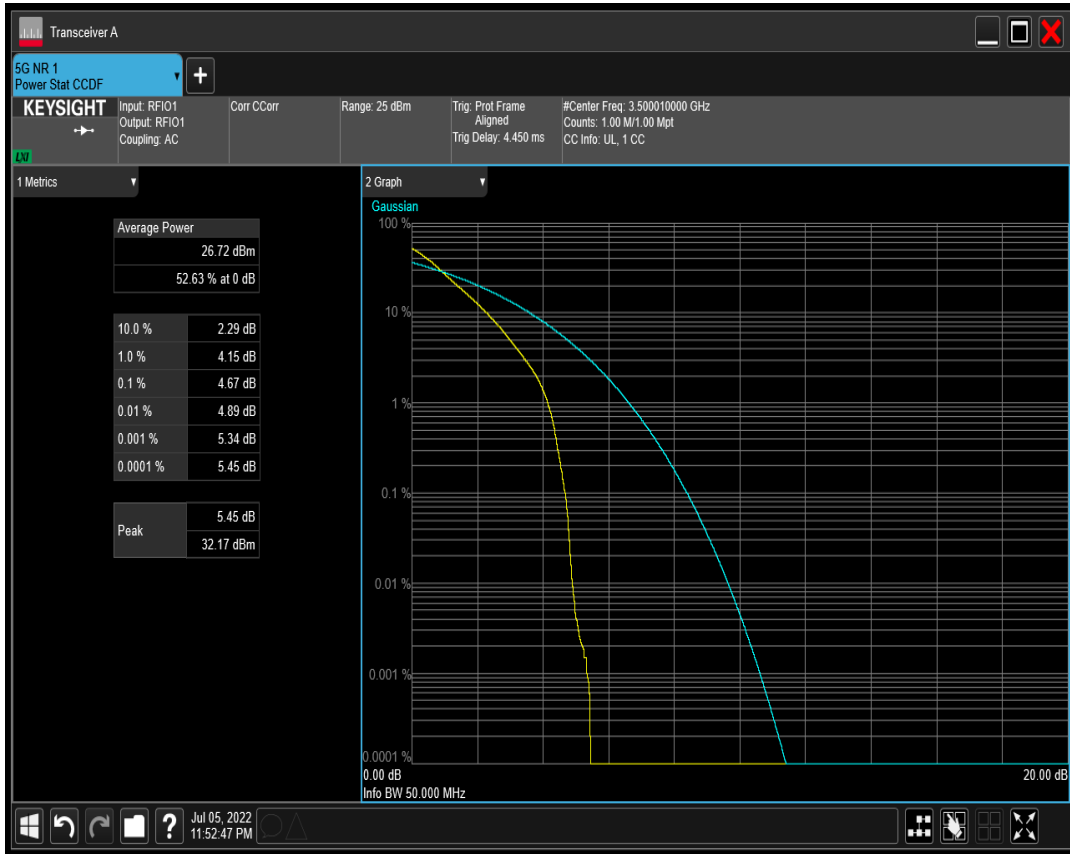 Transceiver A
5G NR 1
Power Stat CCDF
+
KEYSIGHT
LXI
Input: RFIO1
Output: RFIO1
Coupling: AC
Corr CCorr
Range: 25 dBm
Trig: Prot Frame
Aligned
Trig Delay: 4.450 ms
#Center Freq: 3.500010000 GHz
Counts: 1.00 M/1.00 Mpt
CC Info: UL, 1 CC
1 Metrics
Average Power
26.72 dBm
52.63 % at 0 dB
10.0 % 2.29 dB
1.0 % 4.15 dB
0.1 % 4.67 dB
0.01 % 4.89 dB
0.001 % 5.34 dB
0.0001 % 5.45 dB
Peak
5.45 dB
32.17 dBm
2 Graph
Gaussian
100 %
10 %
1 %
0.1 %
0.01 %
0.001 %
0.0001 %
0.00 dB 20.00 dB
Info BW 50.000 MHz
?
Jul 05, 2022
11:52:47 PM